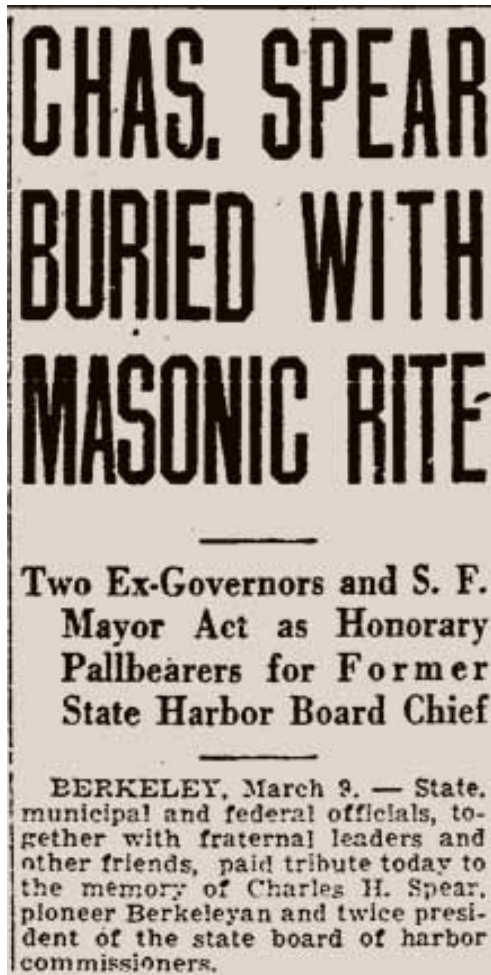 CHAS. SPEAR
BURIED WITH
MASONIC RITE
Two Ex-Governors and S. F.
Mayor Act as Honorary
Pallbearers for Former
State Harbor Board Chief
BERKELEY, March 9. — State,
municipal and federal officials, to-
gether with fraternal leaders and
other friends, paid tribute today to
the memory of Charles H. Spear,
pioneer Berkeleyan and twice presi-
dent of the state board of harbor
commissioners.